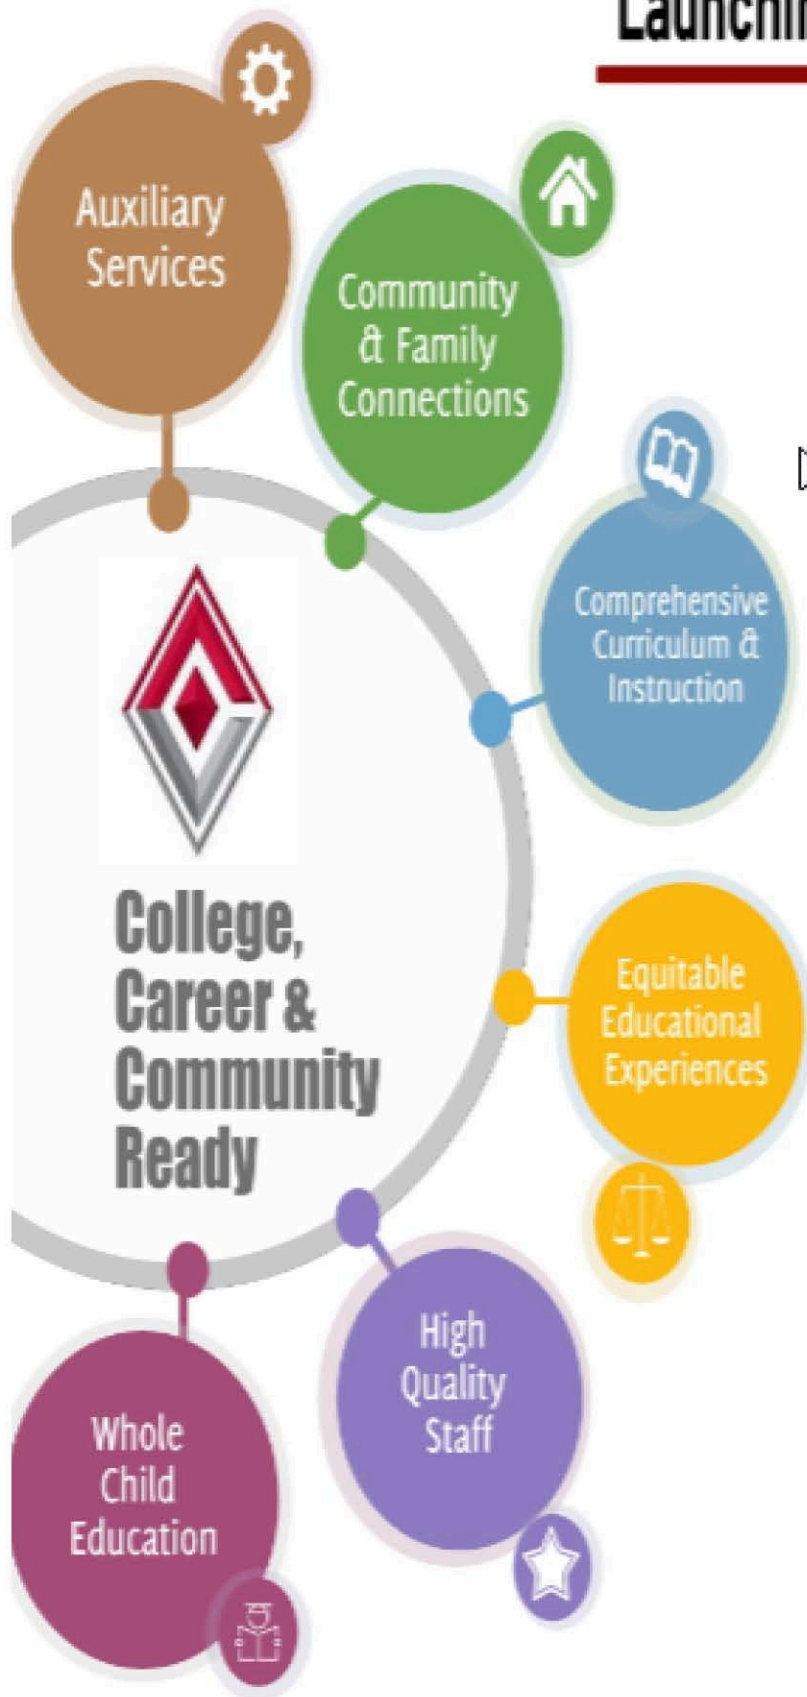 Auxiliary
Services
Community
& Family
Connections
Comprehensive
Curriculum &
Instruction
Equitable
Educational
Experiences
High
Quality
Staff
Whole
Child
Education
College,
Career &
Community
Ready